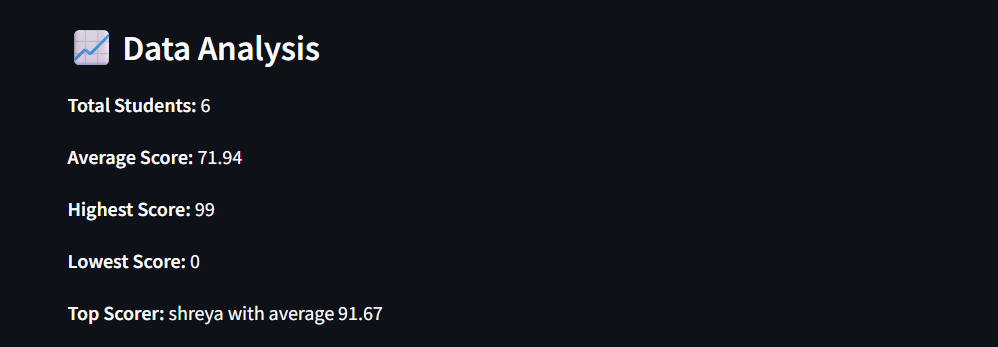 Data Analysis
Total Students: 6
Average Score: 71.94
Highest Score: 99
Lowest Score: 0
Top Scorer: shreya with average 91.67